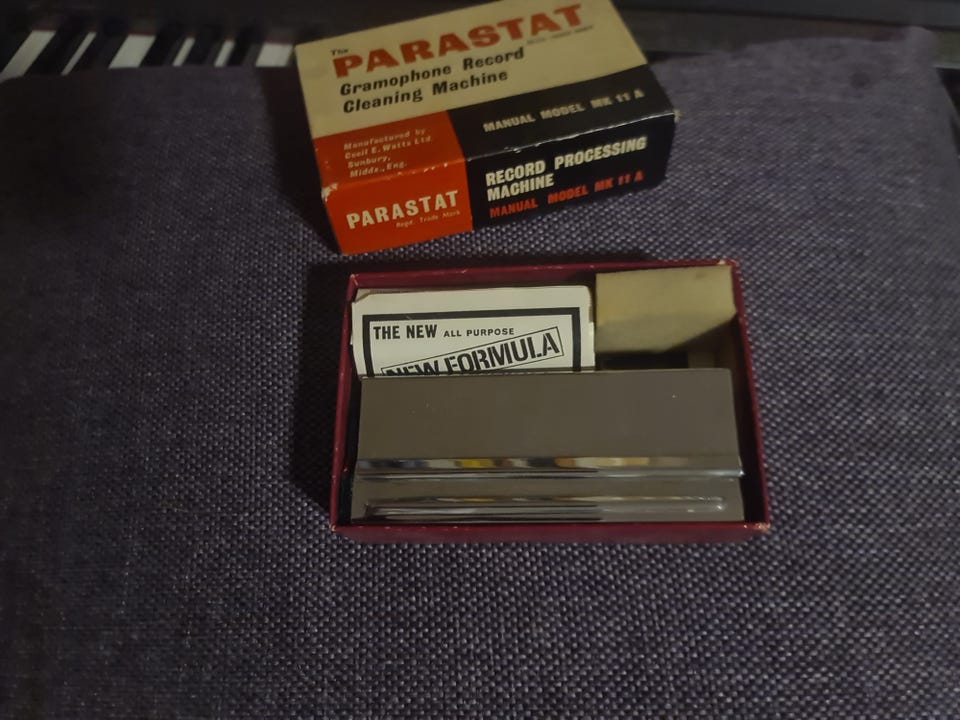 The
PARASTAT
Gramophone Record
Cleaning Machine
MANUAL MODEL MK 11 A
Manufactured by
Cecil E. Watts Ltd.
Sunbury,
Middx., Eng.
RECORD PROCESSING
MACHINE
MANUAL MODEL MK 11 A
PARASTAT
Regd. Trade Mark
THE NEW ALL PURPOSE
NEW FORMULA